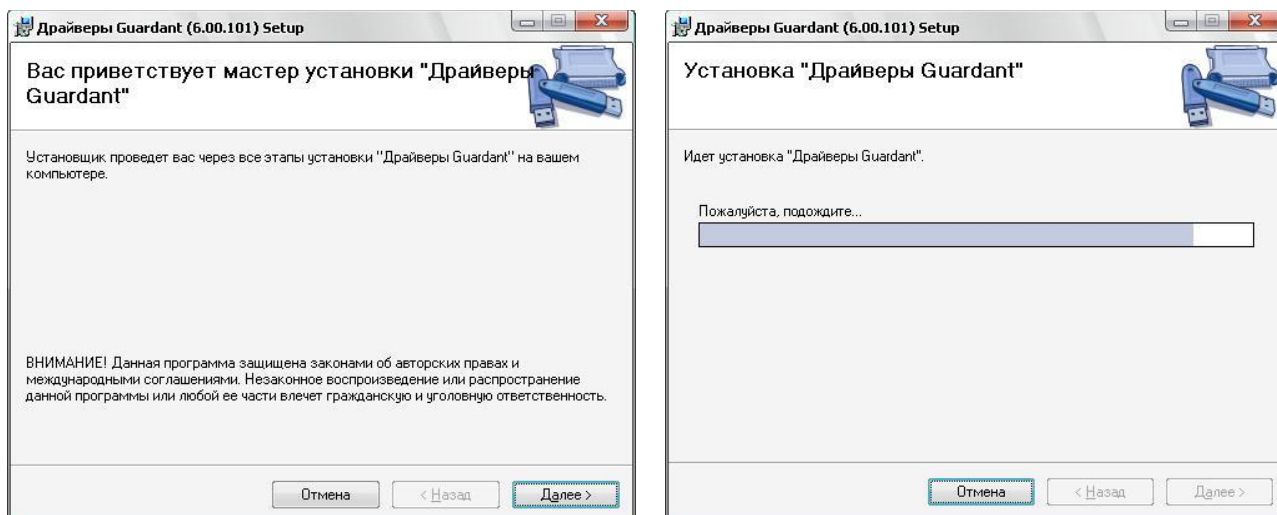 Драйверы Guardant (6.00.101) Setup
Вас приветствует мастер установки "Драйверы
Guardant"
Установщик проведет вас через все этапы установки "Драйверы Guardant" на вашем
компьютере.
ВНИМАНИЕ! Данная программа защищена законами об авторских правах и
международными соглашениями. Незаконное воспроизведение или распространение
данной программы или любой ее части влечет гражданскую и уголовную ответственность.
Отмена
< Назад
Далее >
Драйверы Guardant (6.00.101) Setup
Установка "Драйверы Guardant"
Идет установка "Драйверы Guardant".
Пожалуйста, подождите...
Отмена
< Назад
Далее >